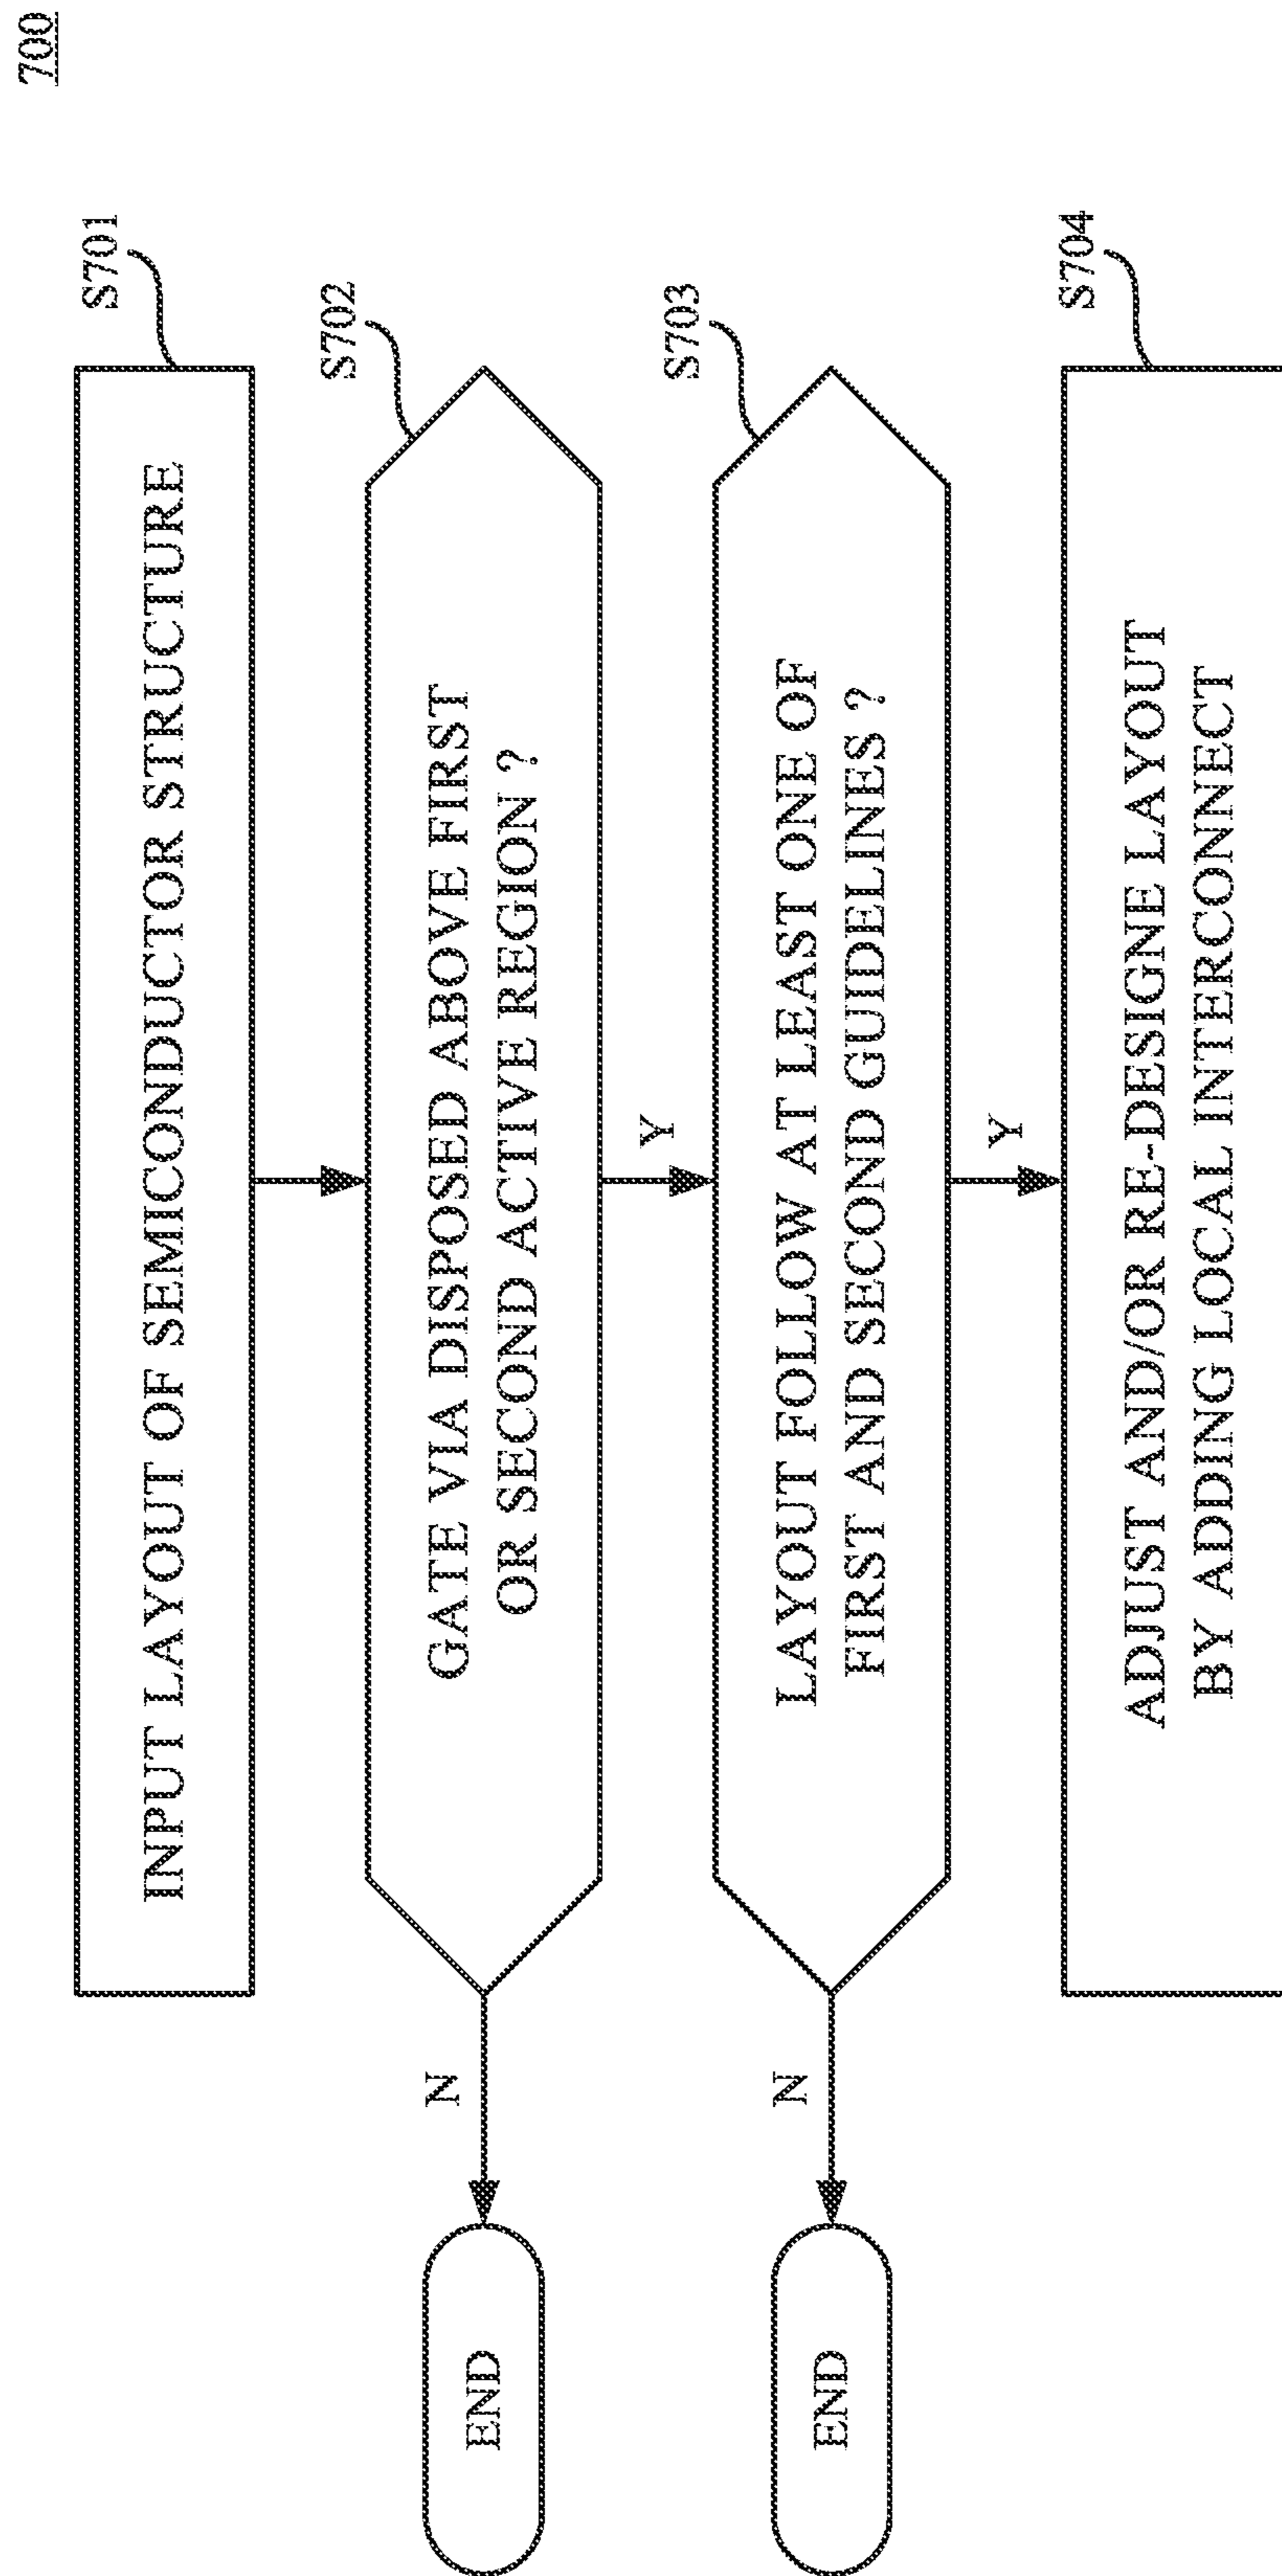 700
S701
INPUT LAYOUT OF SEMICONDUCTOR STRUCTURE
S702
GATE VIA DISPOSED ABOVE FIRST
OR SECOND ACTIVE REGION ?
N
END
Y
S703
LAYOUT FOLLOW AT LEAST ONE OF
FIRST AND SECOND GUIDELINES ?
N
END
Y
S704
ADJUST AND/OR RE-DESIGNE LAYOUT
BY ADDING LOCAL INTERCONNECT